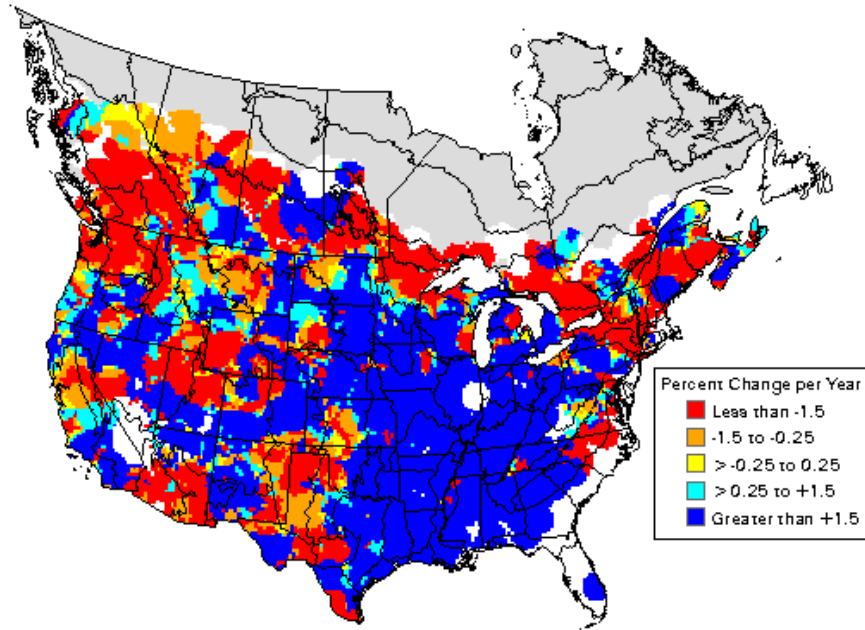 Percent Change per Year
Less than -1.5
-1.5 to -0.25
> -0.25 to 0.25
> 0.25 to +1.5
Greater than +1.5